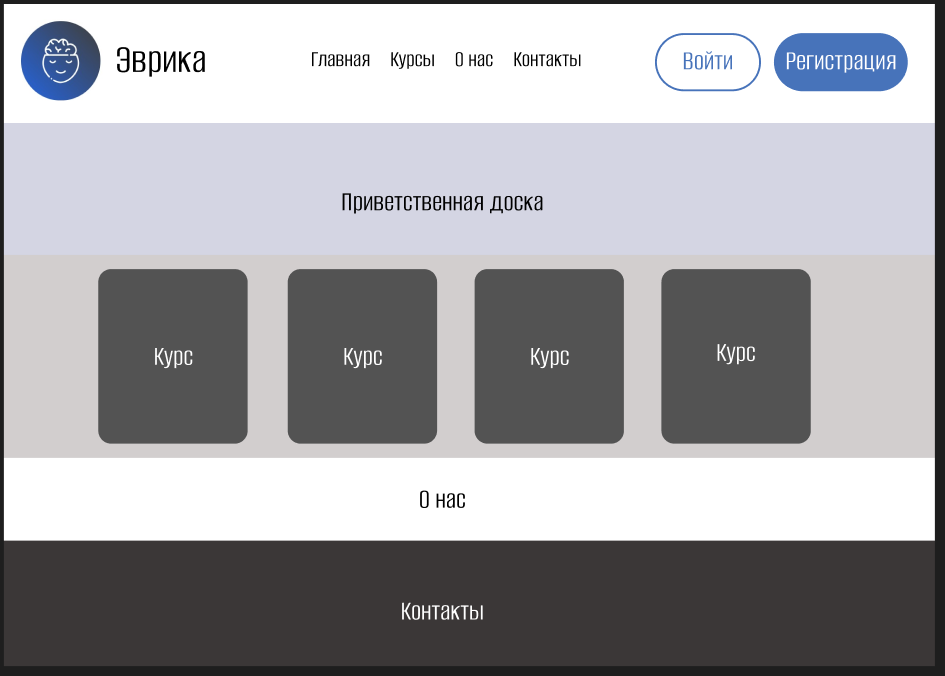 Эврика
Главная Курсы О нас Контакты
Войти Регистрация
Приветственная доска
Курс Курс Курс Курс
О нас
Контакты